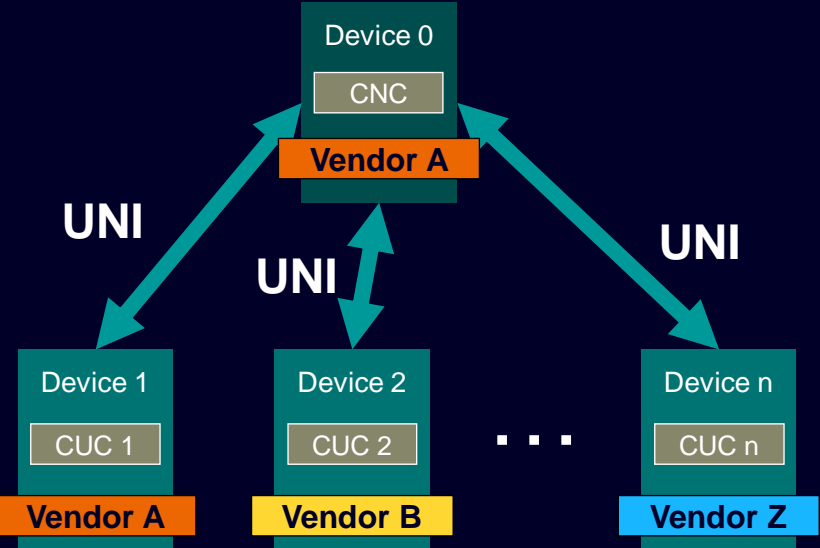 Device 0
CNC
Vendor A
UNI
UNI
UNI
Device 1
Device 2
Device n
CUC 1
CUC 2
...
CUC n
Vendor A
Vendor B
Vendor Z